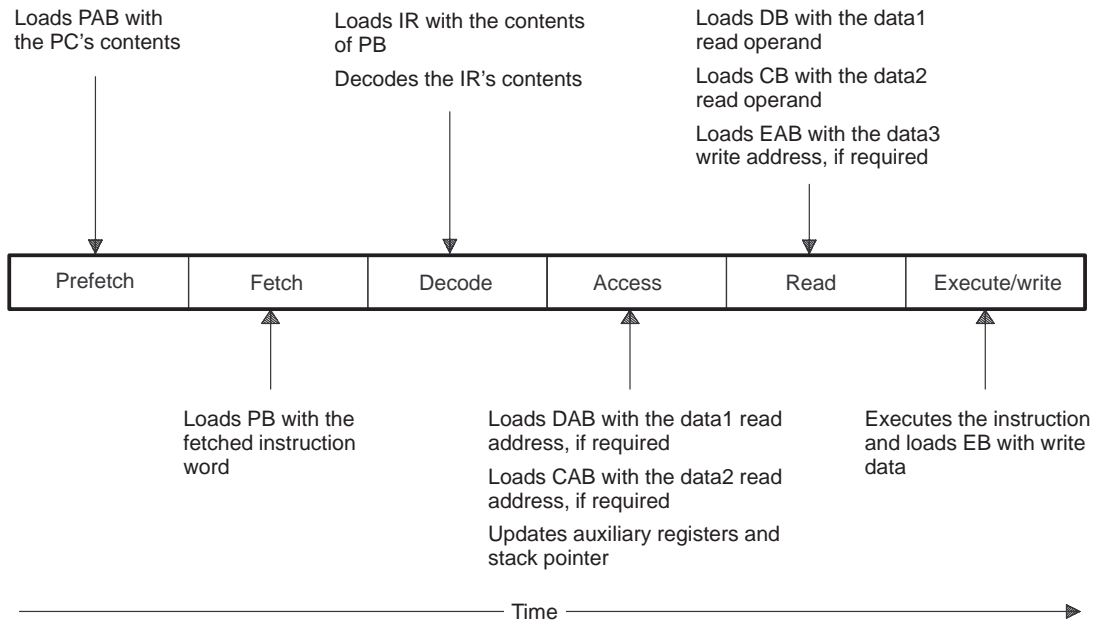 Loads PAB with
the PC's contents
Loads IR with the contents
of PB
Decodes the IR's contents
Loads DB with the data1
read operand
Loads CB with the data2
read operand
Loads EAB with the data3
write address, if required
Prefetch
Fetch
Decode
Access
Read
Execute/write
Loads PB with the
fetched instruction
word
Loads DAB with the data1 read
address, if required
Loads CAB with the data2 read
address, if required
Updates auxiliary registers and
stack pointer
Executes the instruction
and loads EB with write
data
Time